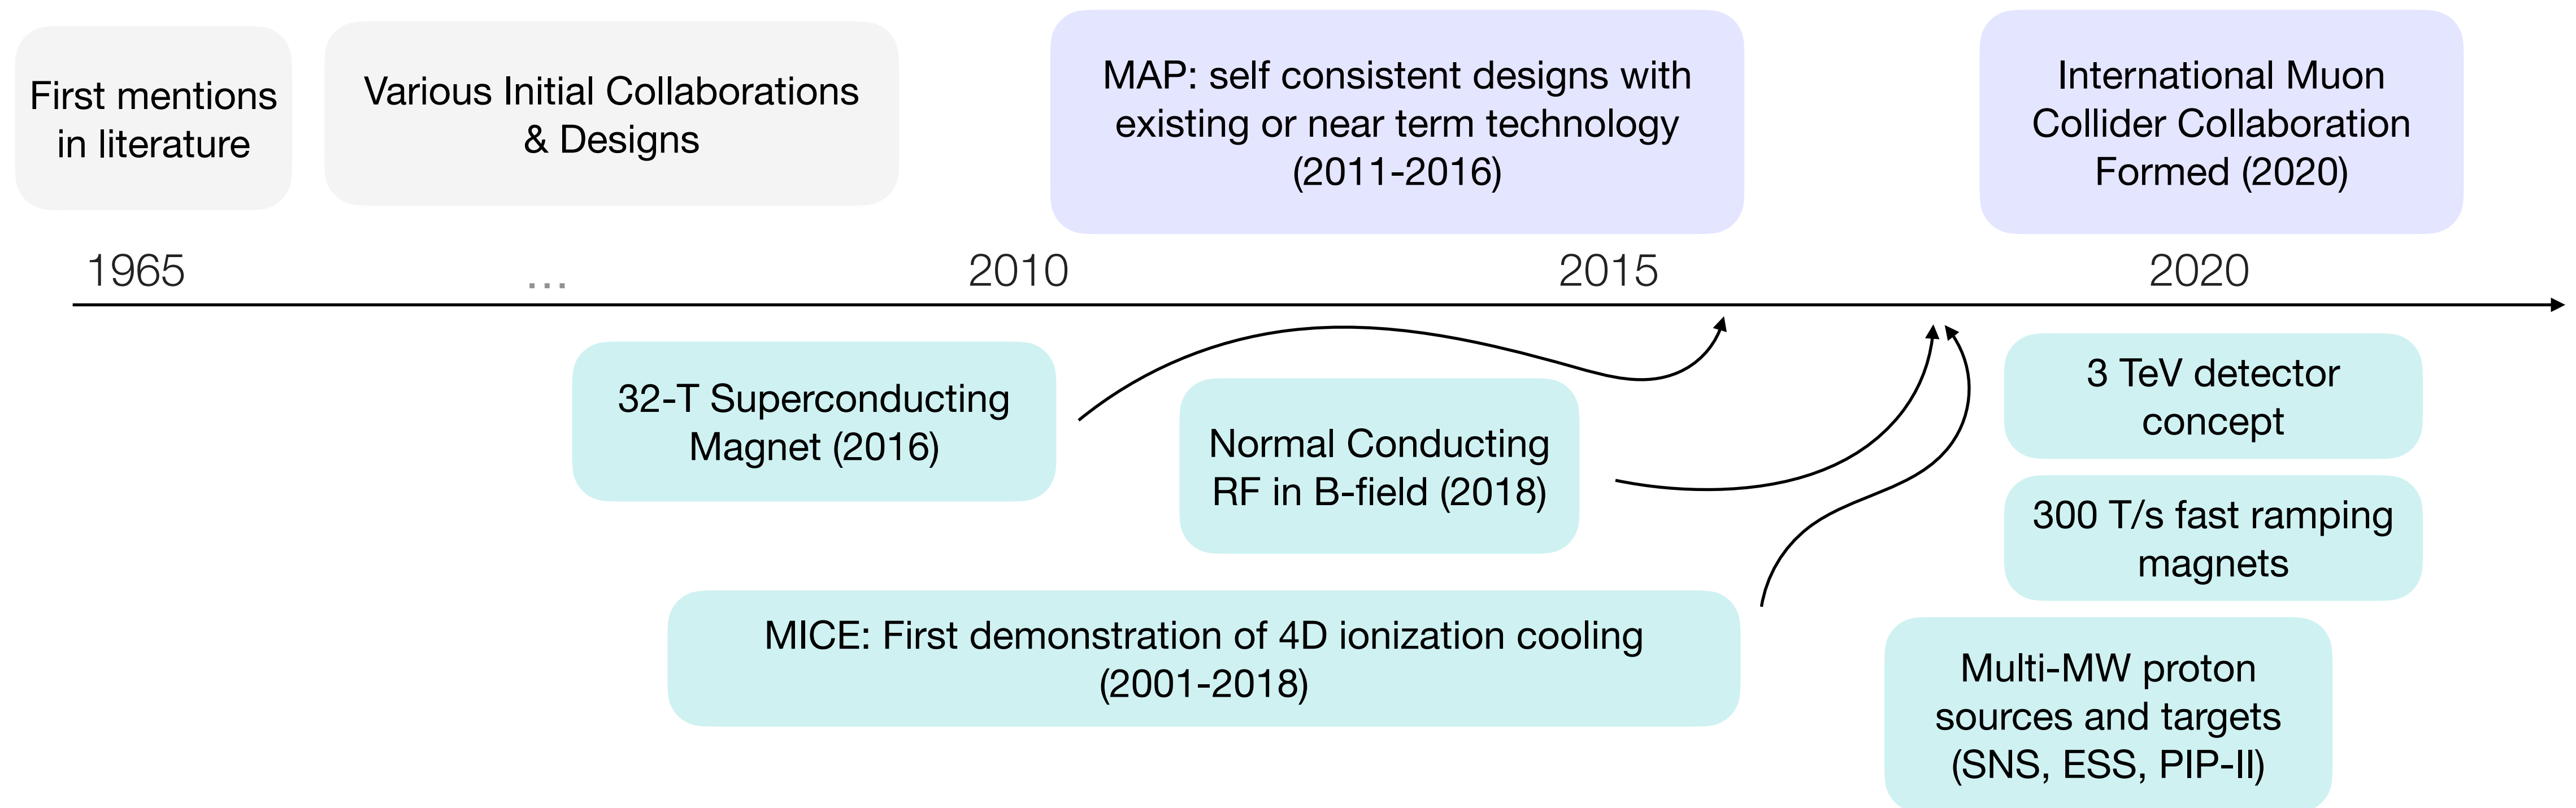 First mentions
in literature
Various Initial Collaborations
& Designs
MAP: self consistent designs with
existing or near term technology
(2011-2016)
International Muon
Collider Collaboration
Formed (2020)
1965
...
2010
2015
2020
32-T Superconducting
Magnet (2016)
Normal Conducting
RF in B-field (2018)
MICE: First demonstration of 4D ionization cooling
(2001-2018)
3 TeV detector
concept
300 T/s fast ramping
magnets
Multi-MW proton
sources and targets
(SNS, ESS, PIP-II)